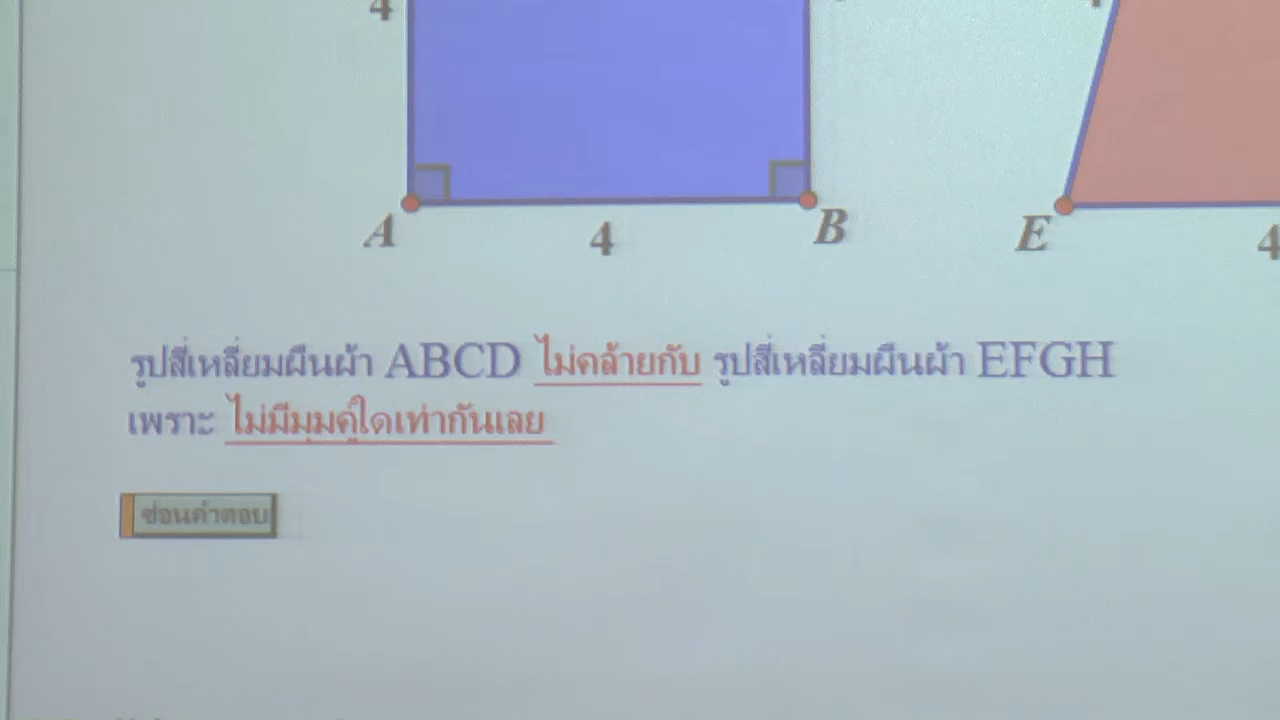 4
A
4
B
E
4
รูปสี่เหลี่ยมผืนผ้า ABCD ไม่คล้ายกับ รูปสี่เหลี่ยมผืนผ้า EFGH
เพราะ ไม่มีมุมคู่ใดเท่ากันเลย
ซ่อนคำตอบ